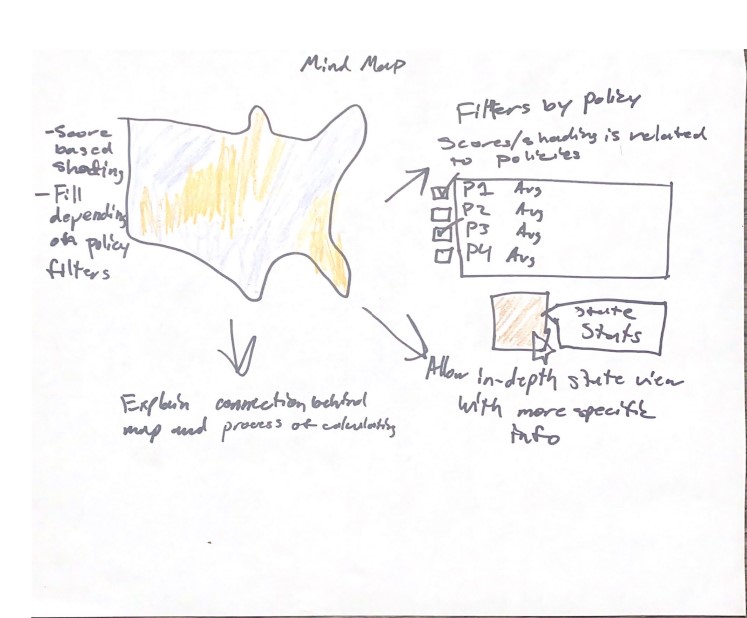 Mind Map
-Score
based
shading
- Fill
depending
on policy
filters
Filters by policy
Scores/shading is related
to policies
P1 Avg
P2 Avg
P3 Avg
P4 Avg
State
Stats
Allow in-depth state view
with more specific
info
Explain connection behind
map and process of calculating